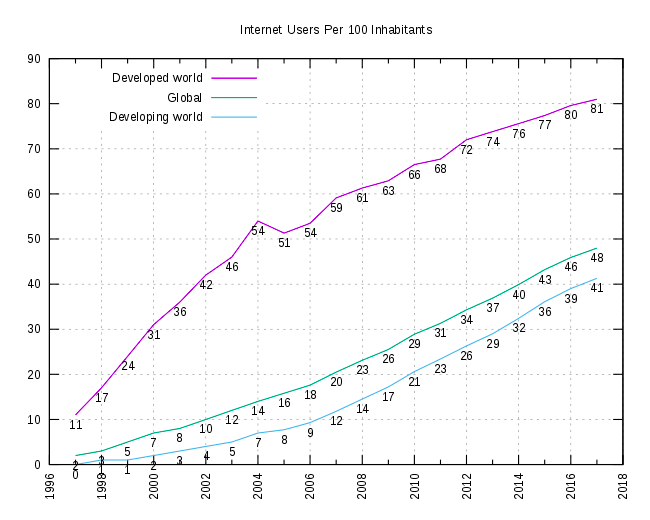 Internet Users Per 100 Inhabitants
90
80
70
60
50
40
30
20
10
0
Developed world
Global
Developing world
11 17 24 31 36 42 46 54 51 54 59 61 63 66 68 72 74 76 77 80 81
2 3 5 7 8 10 12 14 16 18 20 23 26 29 31 34 37 40 43 46 48
0 1 1 2 3 4 5 7 8 9 12 14 17 21 23 26 29 32 36 39 41
1996 1998 2000 2002 2004 2006 2008 2010 2012 2014 2016 2018